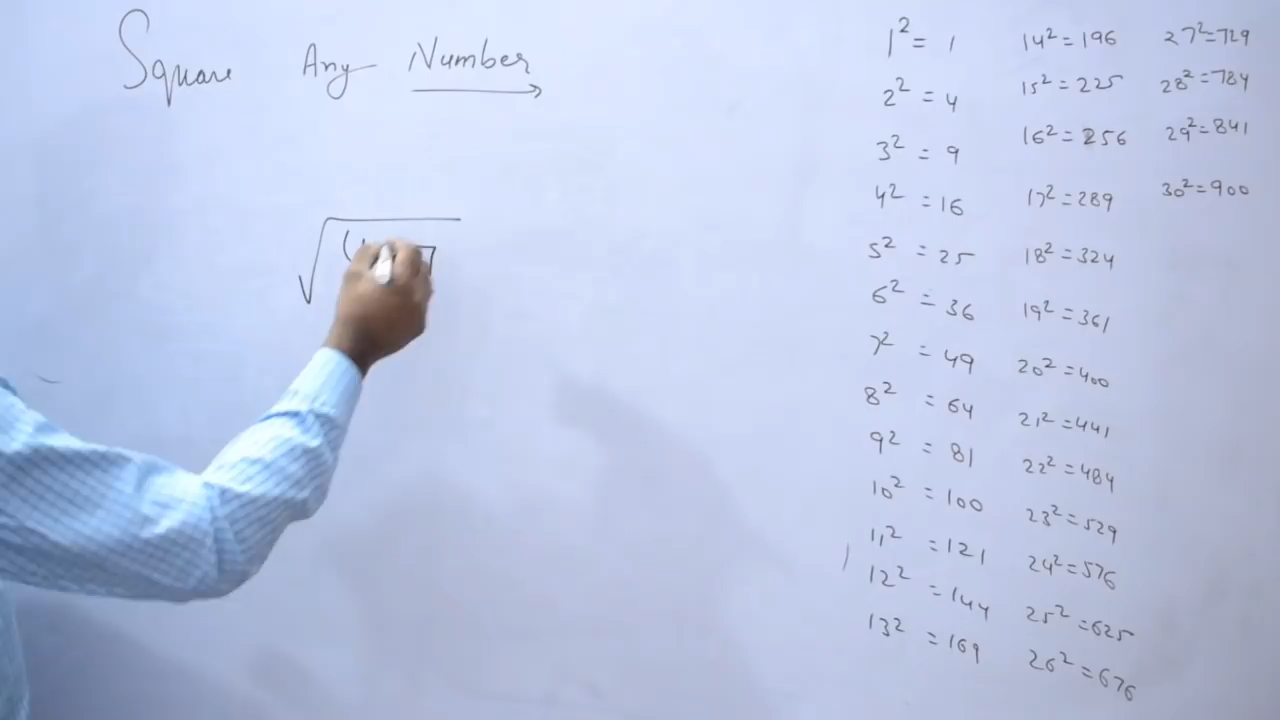 Square Any Number
1² = 1
2² = 4
3² = 9
4² = 16
5² = 25
6² = 36
7² = 49
8² = 64
9² = 81
10² = 100
11² = 121
12² = 144
13² = 169
14² = 196
15² = 225
16² = 256
17² = 289
18² = 324
19² = 361
20² = 400
21² = 441
22² = 484
23² = 529
24² = 576
25² = 625
26² = 676
27² = 729
28² = 784
29² = 841
30² = 900